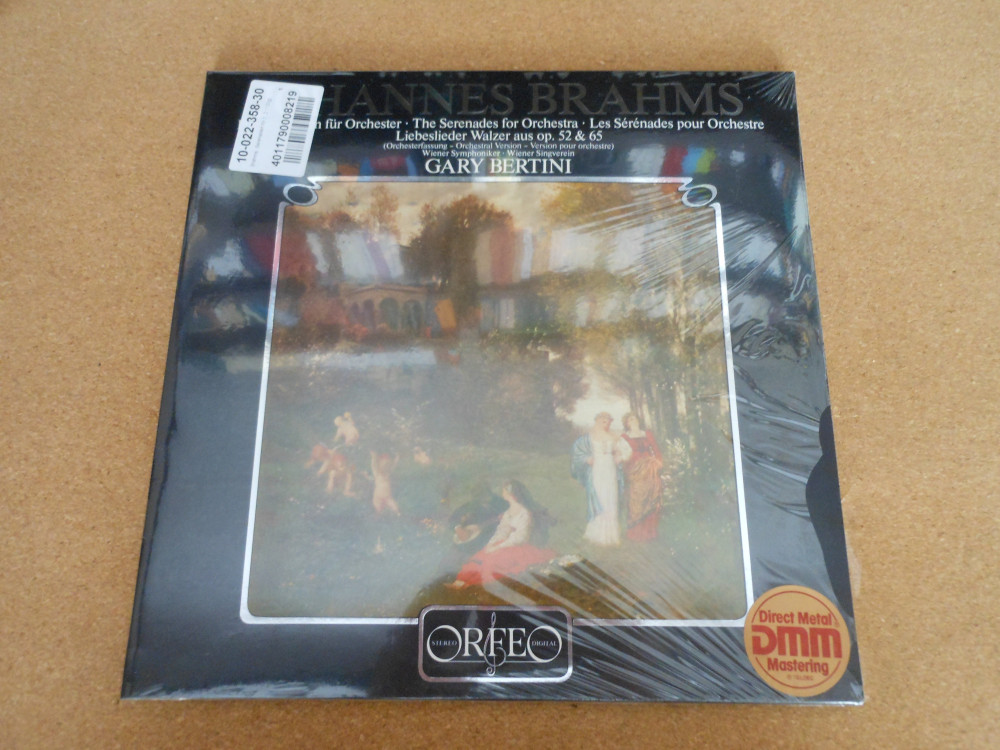 HANNES BRAHMS
für Orchester · The Serenades for Orchestra · Les Sérénades pour Orchestre
Liebeslieder Walzer aus op. 52 & 65
(Orchesterfassung – Orchestral Version – Version pour orchestre)
Wiener Symphoniker · Wiener Singverein
GARY BERTINI
10-022-358-30
4011790008219
STEREO ORFEO DIGITAL
Direct Metal
DMM
Mastering